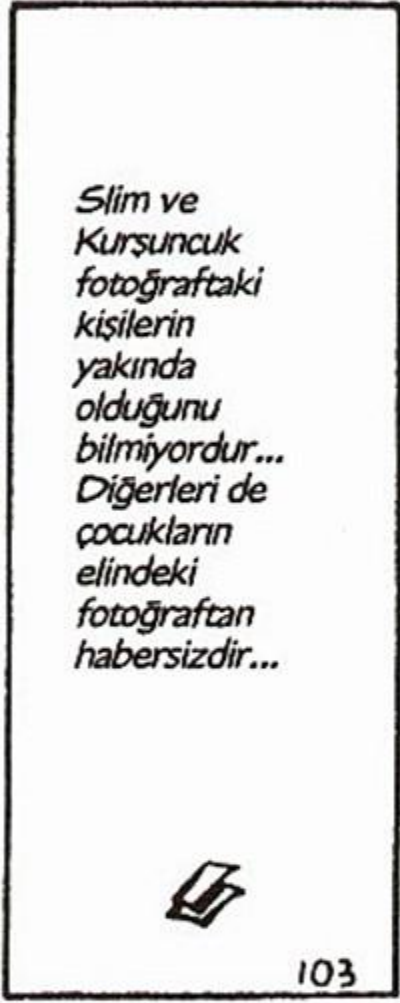 Slim ve
Kurşuncuk
fotoğraftaki
kişilerin
yakında
olduğunu
bilmiyordur...
Diğerleri de
çocukların
elindeki
fotoğraftan
habersizdir...
103